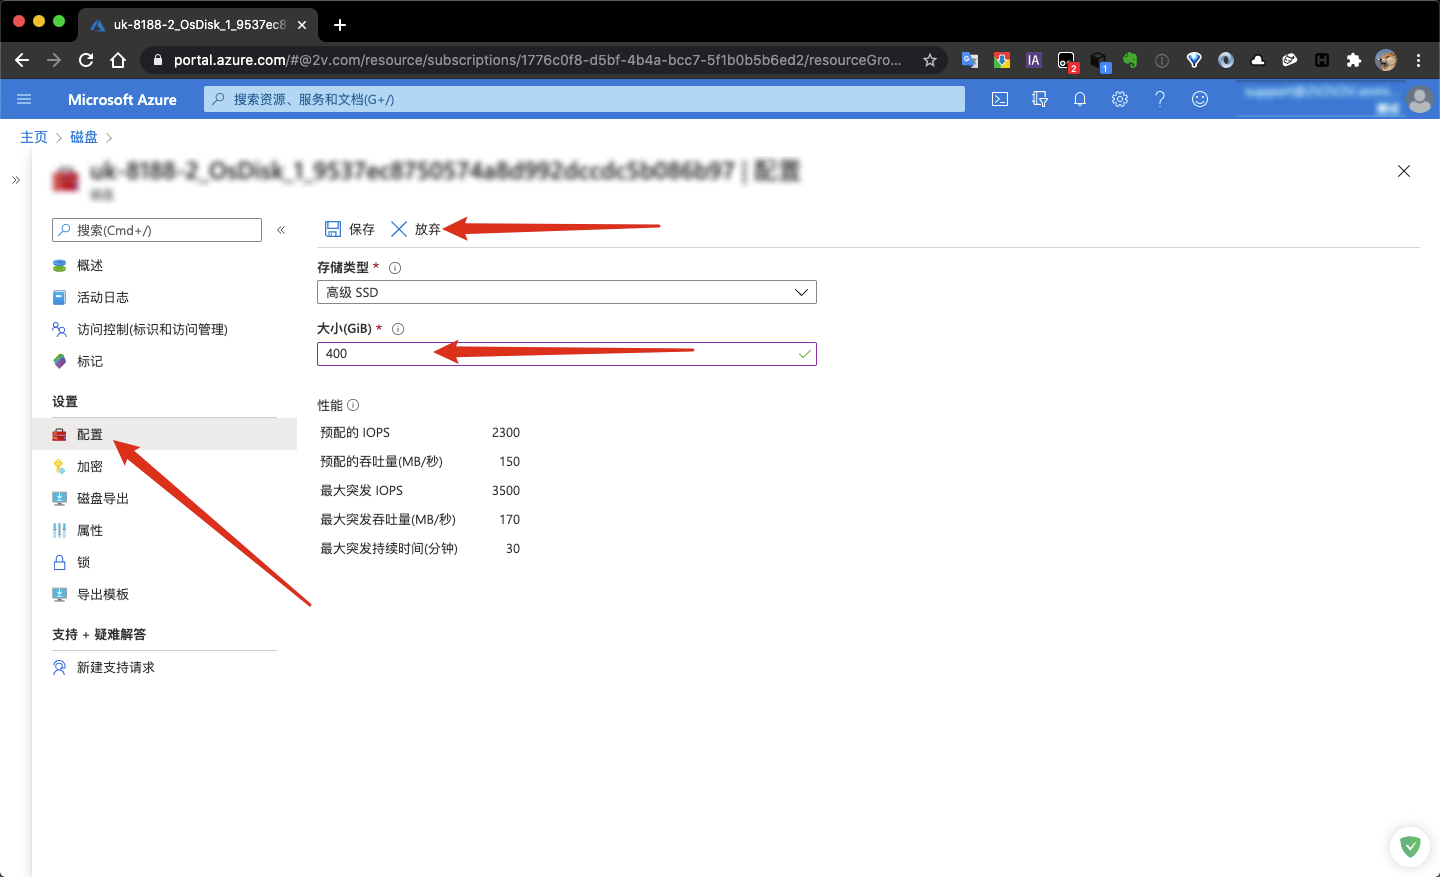 uk-8188-2_OsDisk_1_9537ec8
portal.azure.com/#@2v.com/resource/subscriptions/1776c0f8-d5bf-4b4a-bcc7-5f1b0b5b6ed2/resourceGro...
IA
2
1
H
Microsoft Azure
搜索资源、服务和文档(G+/)
主页
磁盘
uk-8188-2_OsDisk_1_9537ec8750574a8d992dccdc5b086b97 | 配置
搜索(Cmd+/)
保存
放弃
概述
活动日志
访问控制(标识和访问管理)
标记
设置
配置
加密
磁盘导出
属性
锁
导出模板
支持 + 疑难解答
新建支持请求
存储类型 *
高级 SSD
大小(GiB) *
400
性能
预配的 IOPS 2300
预配的吞吐量(MB/秒) 150
最大突发 IOPS 3500
最大突发吞吐量(MB/秒) 170
最大突发持续时间(分钟) 30